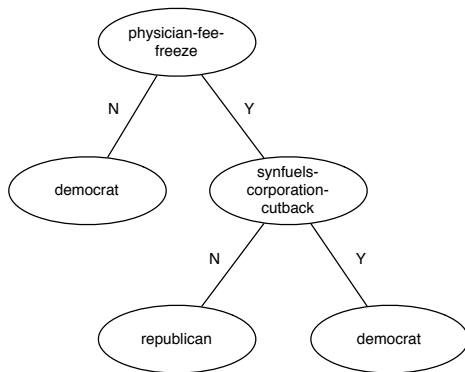 physician-fee-
freeze
N
Y
democrat
synfuels-
corporation-
cutback
N
Y
republican
democrat